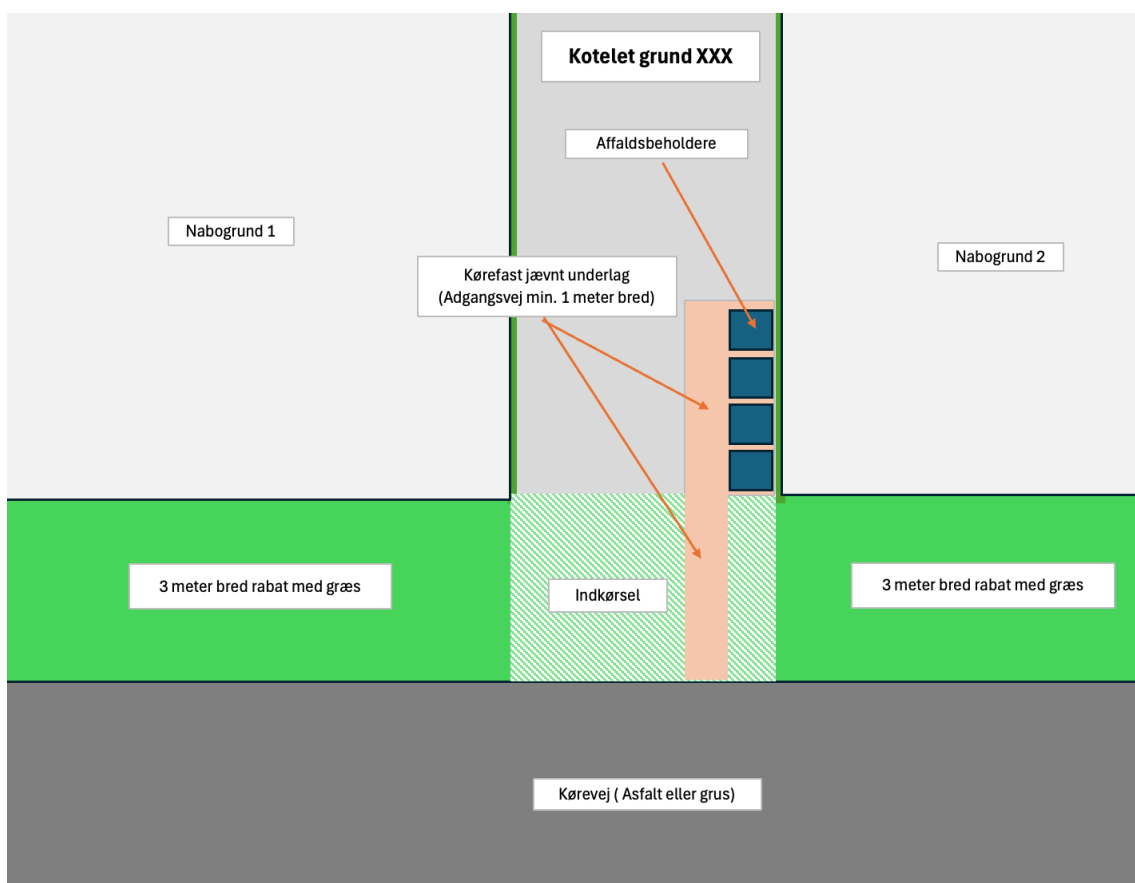 Kotelet grund XXX
Affaldsbeholdere
Nabogrund 1
Nabogrund 2
Kørefast jævnt underlag
(Adgangsvej min. 1 meter bred)
3 meter bred rabat med græs
Indkørsel
3 meter bred rabat med græs
Kørevej ( Asfalt eller grus)